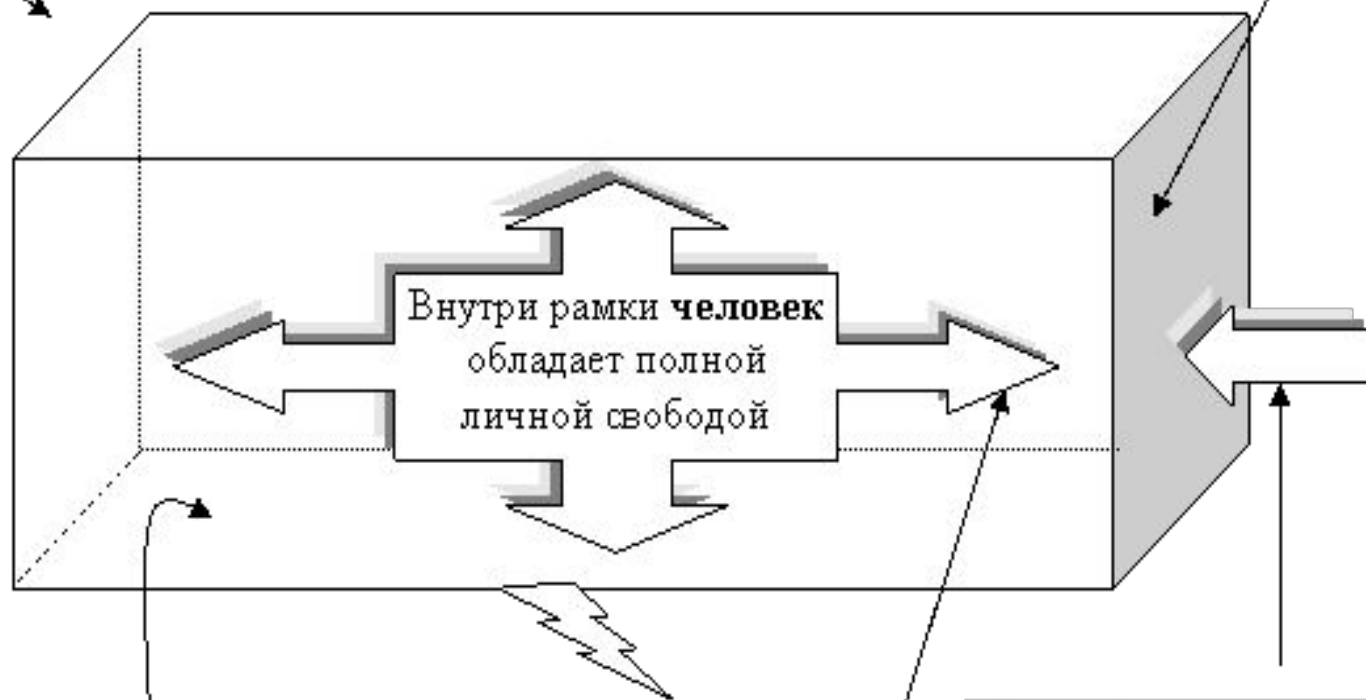 Внутри рамки человек
обладает полной
личной свободой